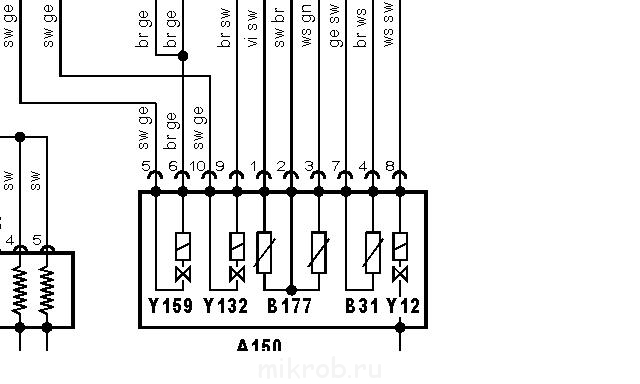 sw ge
sw ge
br ge
br ge
br sw
vi sw
sw br
ws gn
ge sw
br ws
ws sw
sw ge
br ge
sw ge
sw
sw
5 6 10 9 1 2 3 7 4 8
4 5
Y159 Y132 B177 B31 Y12
A150
mikrob.ru